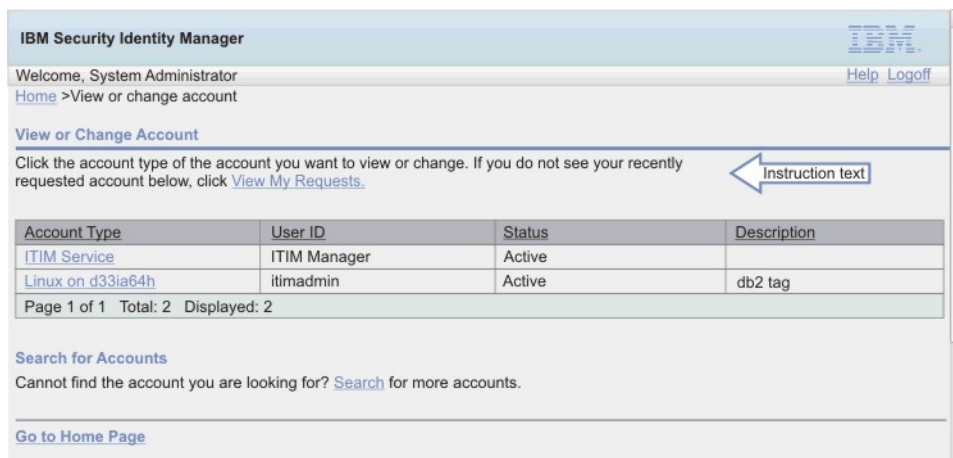 IBM Security Identity Manager
IBM.
Welcome, System Administrator
Help Logoff
Home >View or change account
View or Change Account
Click the account type of the account you want to view or change. If you do not see your recently
requested account below, click View My Requests.
Instruction text
Account Type User ID Status Description
ITIM Service ITIM Manager Active
Linux on d33ia64h itimadmin Active db2 tag
Page 1 of 1 Total: 2 Displayed: 2
Search for Accounts
Cannot find the account you are looking for? Search for more accounts.
Go to Home Page